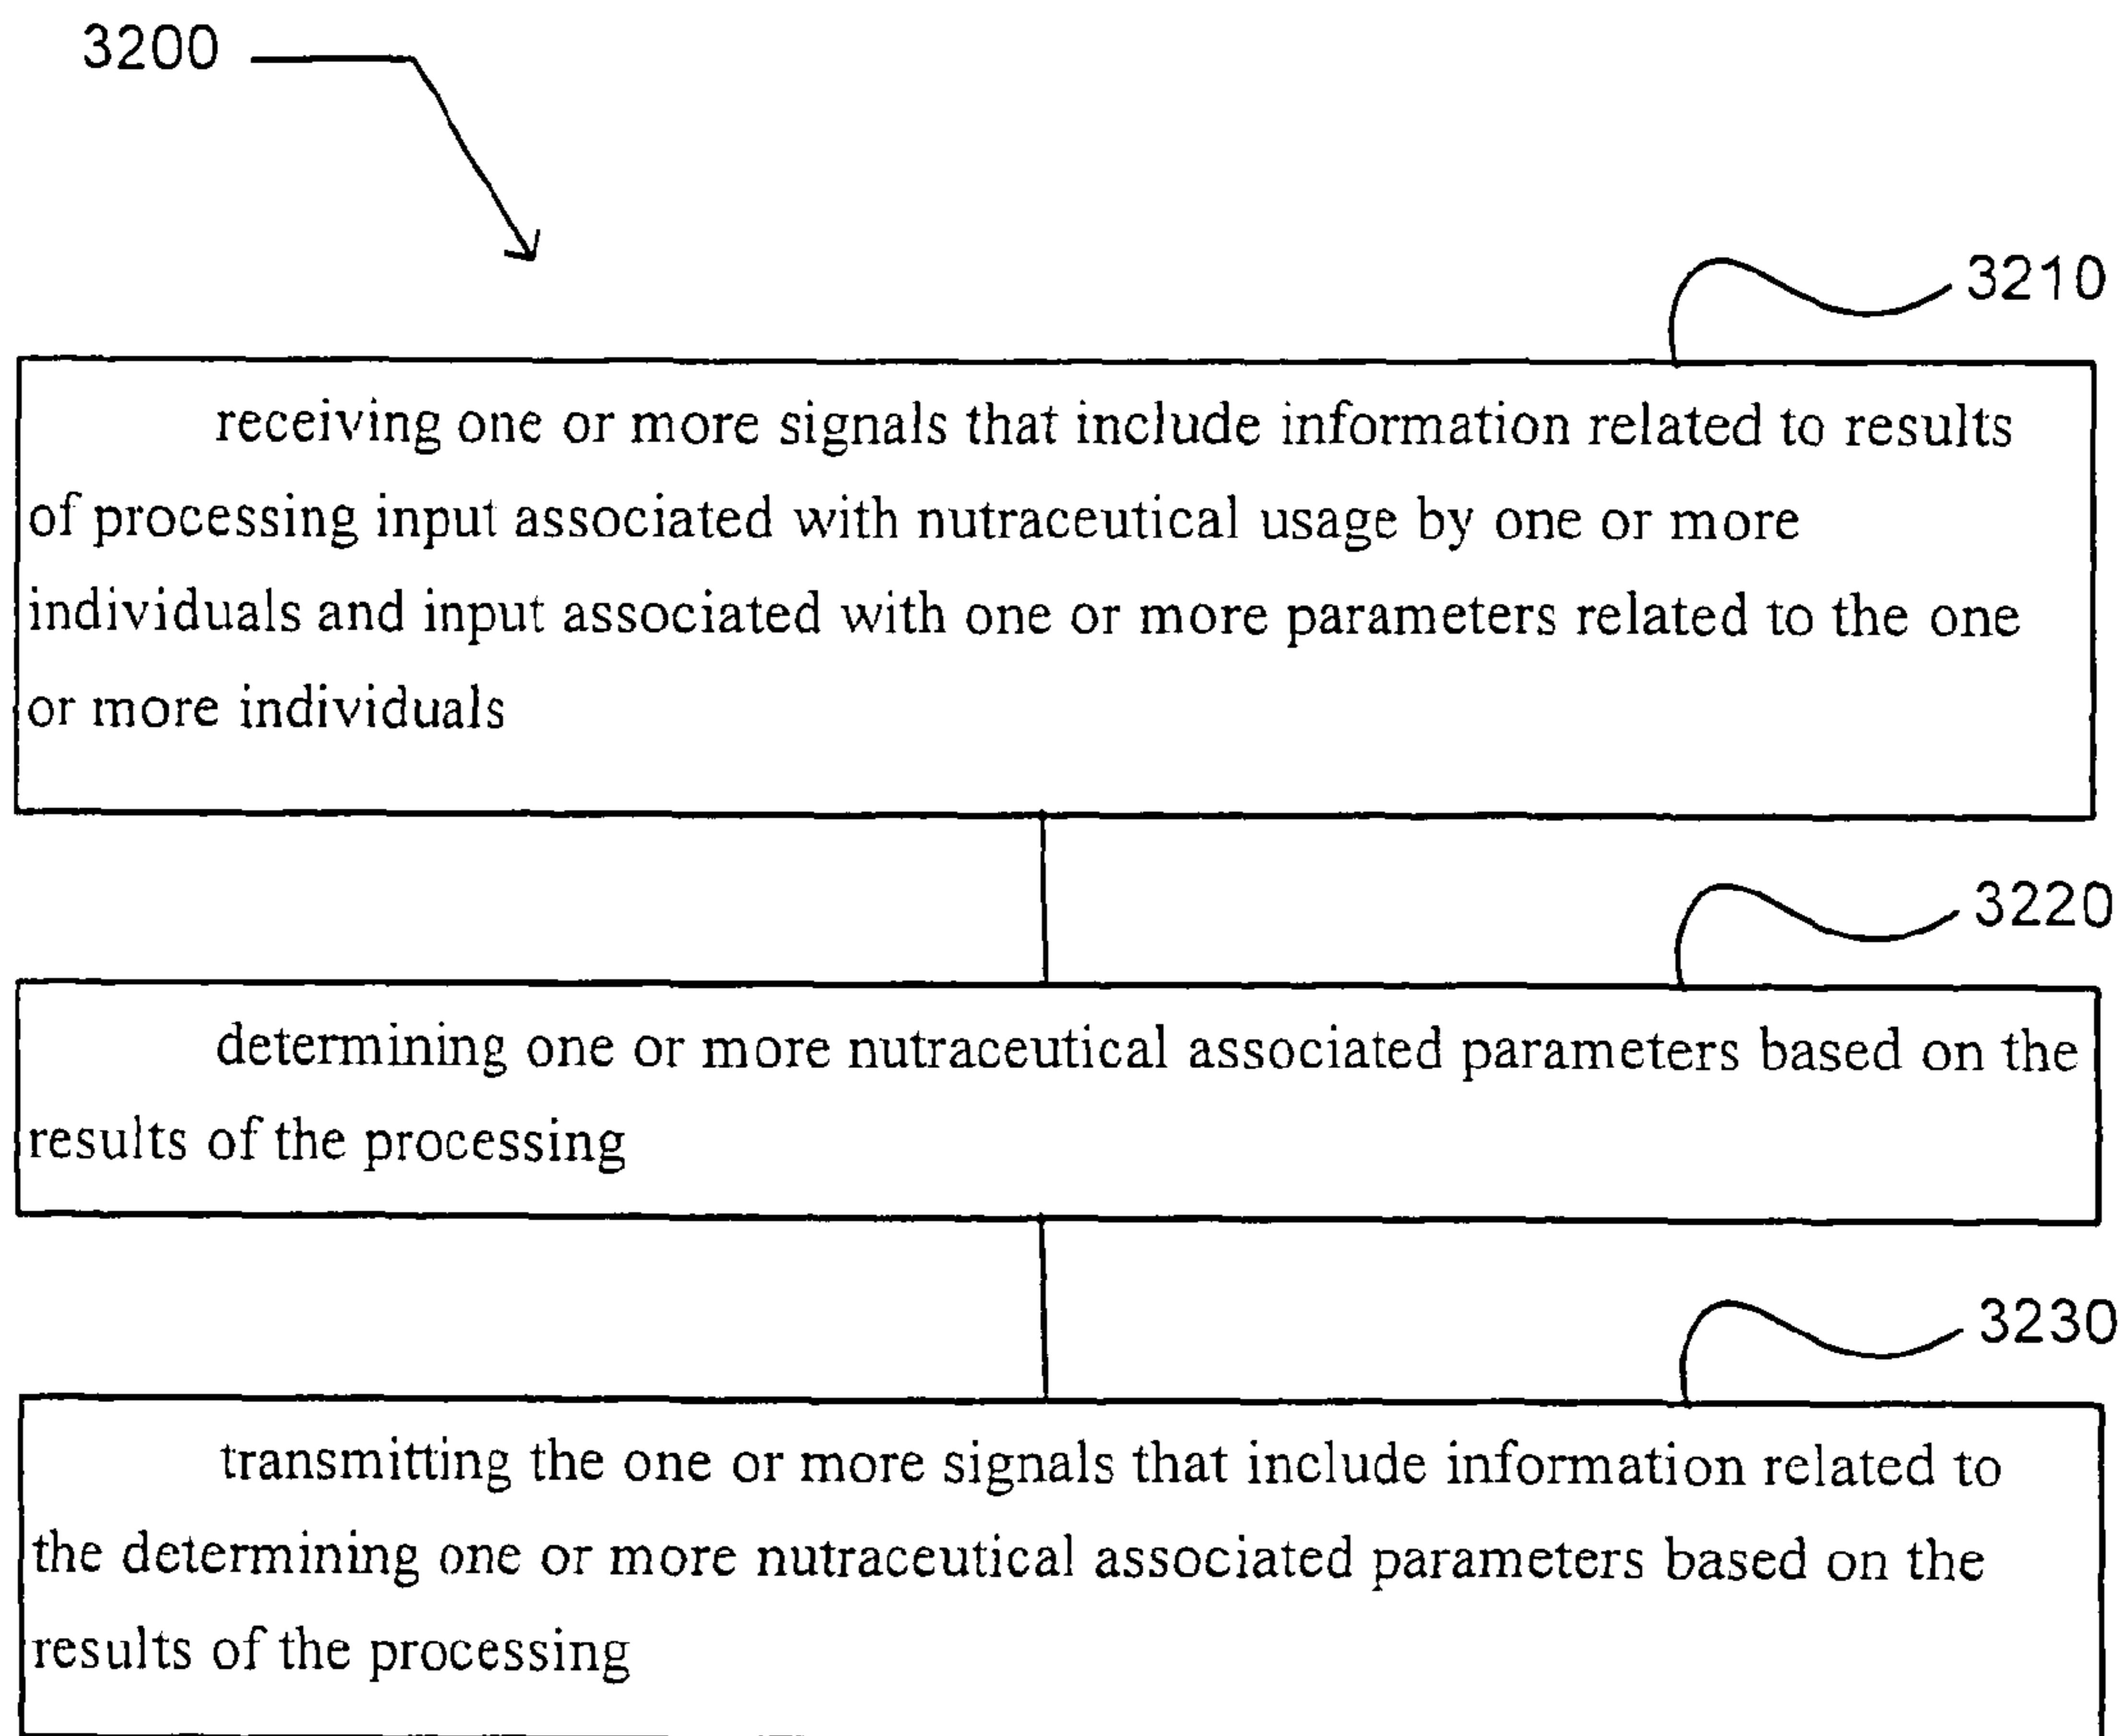 3200
3210
receiving one or more signals that include information related to results
of processing input associated with nutraceutical usage by one or more
individuals and input associated with one or more parameters related to the one
or more individuals
3220
determining one or more nutraceutical associated parameters based on the
results of the processing
3230
transmitting the one or more signals that include information related to
the determining one or more nutraceutical associated parameters based on the
results of the processing